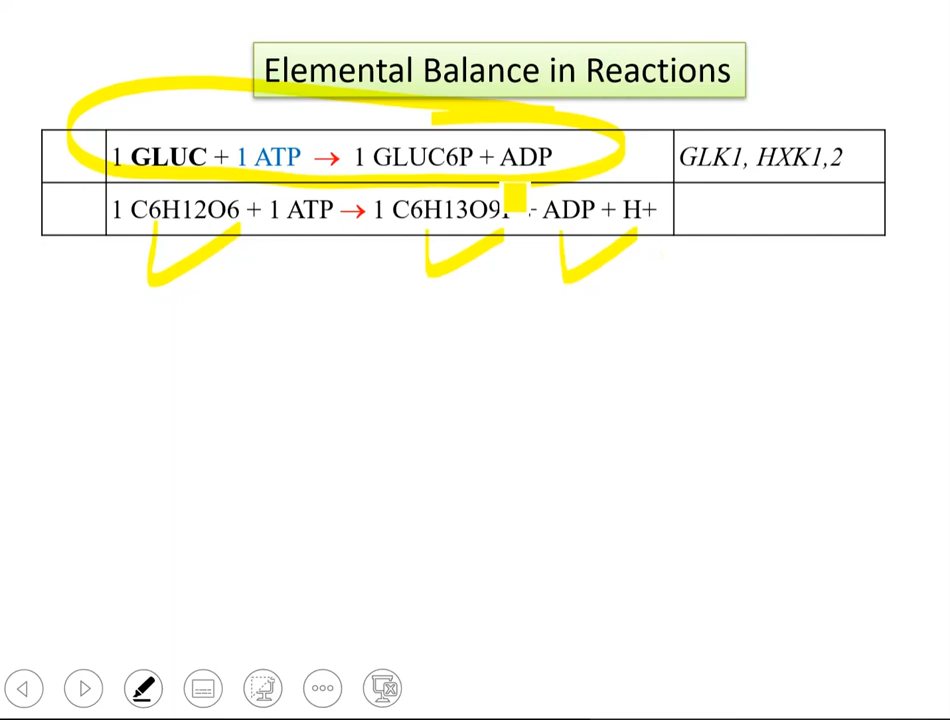 Elemental Balance in Reactions
1 GLUC + 1 ATP → 1 GLUC6P + ADP GLK1, HXK1,2
1 C6H12O6 + 1 ATP → 1 C6H13O9 + ADP + H+